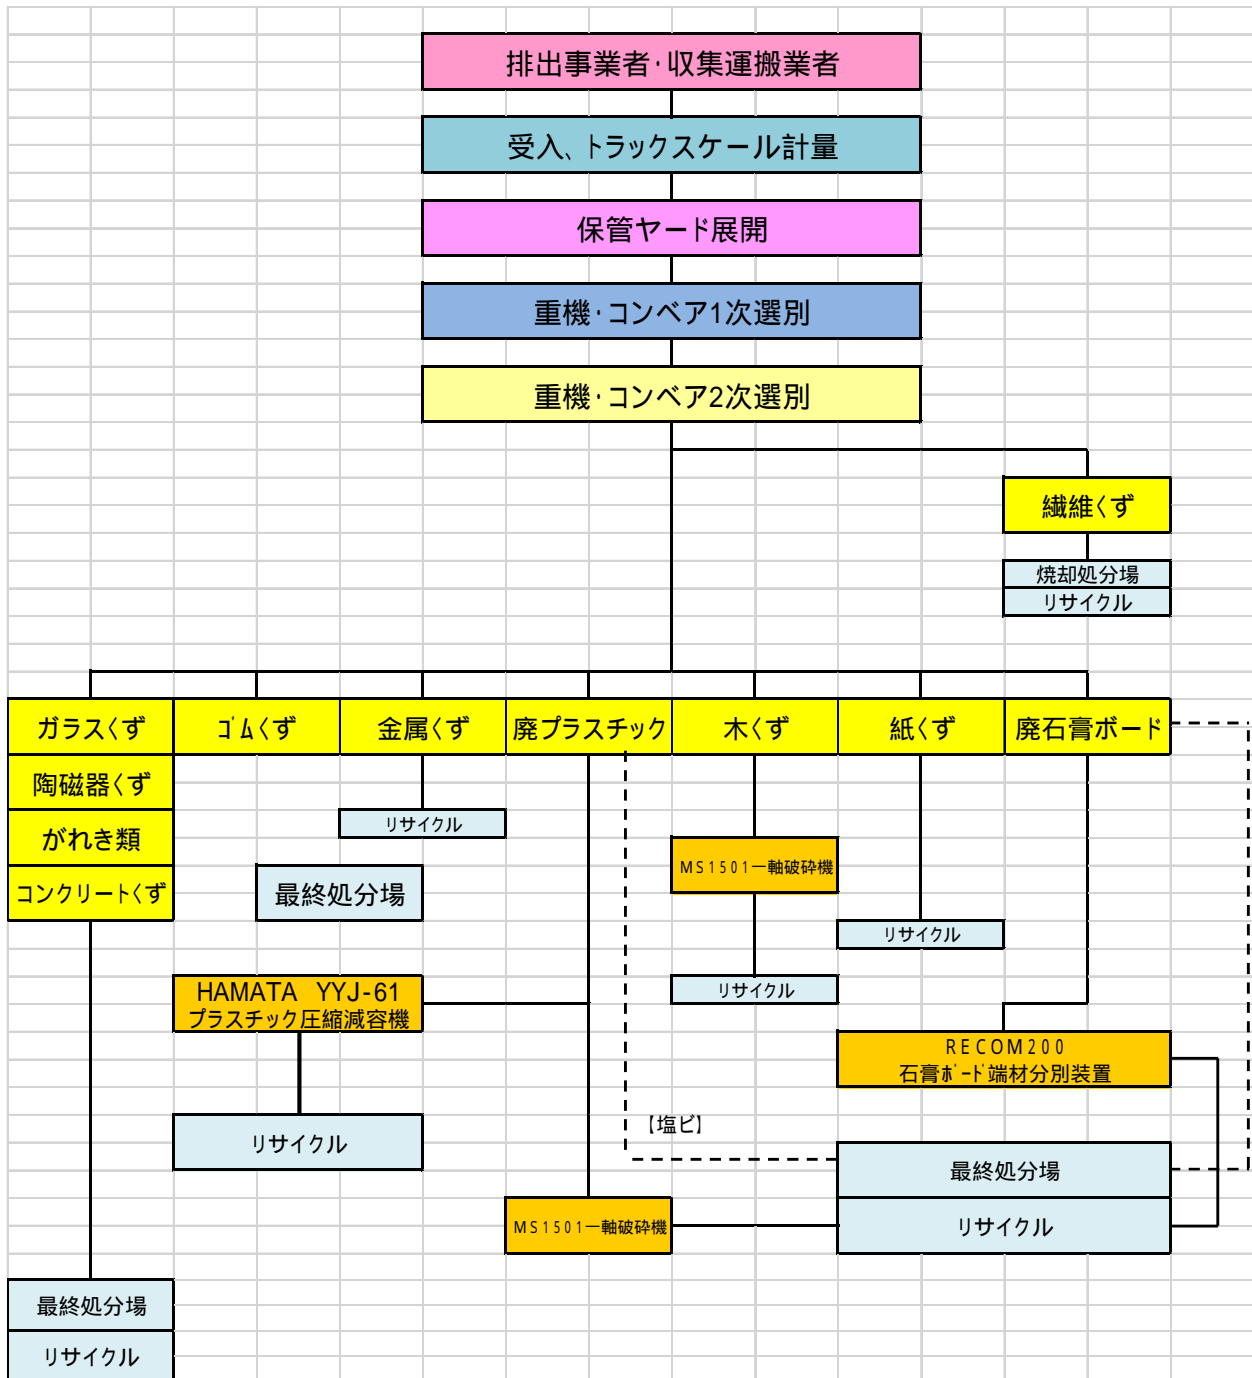 排出事業者・収集運搬業者
受入、トラックスケール計量
保管ヤード展開
重機・コンベア1次選別
重機・コンベア2次選別
繊維くず
焼却処分場
リサイクル
ガラスくず
ゴムくず
金属くず
廃プラスチック
木くず
紙くず
廃石膏ボード
陶磁器くず
がれき類
コンクリートくず
リサイクル
最終処分場
MS1501一軸破砕機
リサイクル
リサイクル
HAMATA YYJ-61
プラスチック圧縮減容機
RECOM200
石膏ボード端材分別装置
リサイクル
【塩ビ】
最終処分場
リサイクル
MS1501一軸破砕機
最終処分場
リサイクル